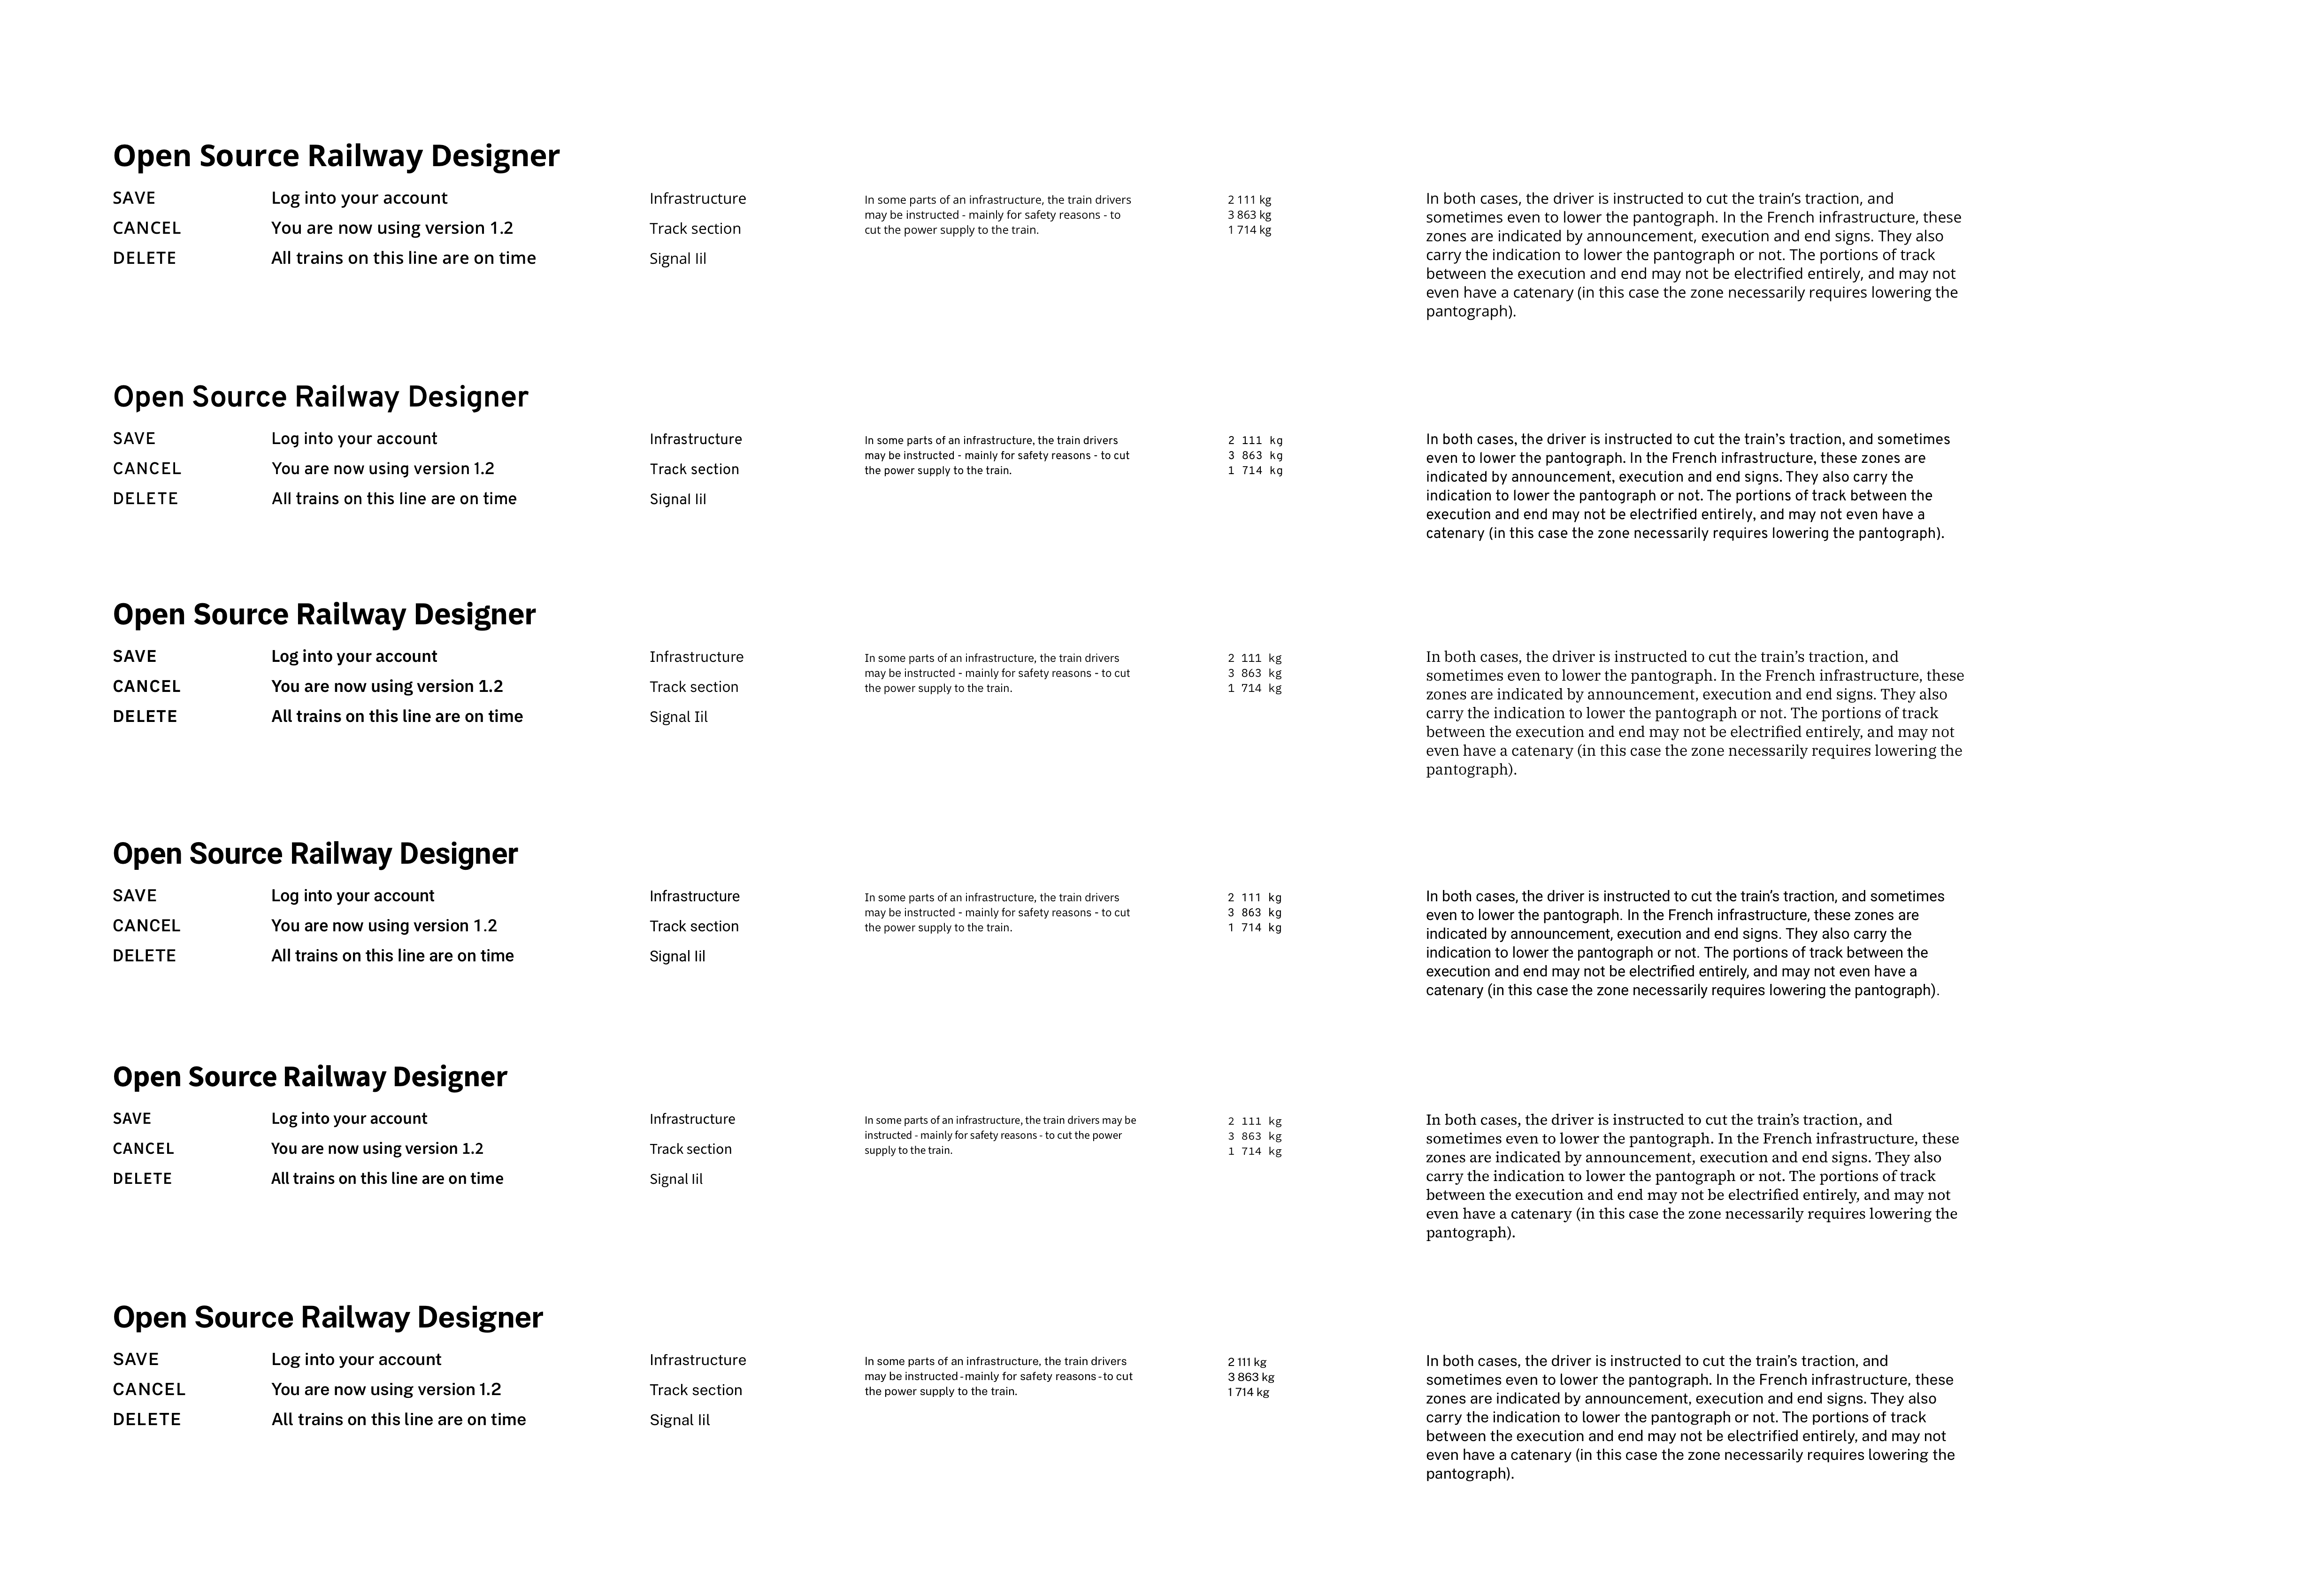 Open Source Railway Designer
SAVE
CANCEL
DELETE
Log into your account
You are now using version 1.2
All trains on this line are on time
Infrastructure
Track section
Signal Iil
In some parts of an infrastructure, the train drivers
may be instructed - mainly for safety reasons - to
cut the power supply to the train.
2 111 kg
3 863 kg
1 714 kg
In both cases, the driver is instructed to cut the train’s traction, and
sometimes even to lower the pantograph. In the French infrastructure, these
zones are indicated by announcement, execution and end signs. They also
carry the indication to lower the pantograph or not. The portions of track
between the execution and end may not be electrified entirely, and may not
even have a catenary (in this case the zone necessarily requires lowering the
pantograph).
Open Source Railway Designer
SAVE
CANCEL
DELETE
Log into your account
You are now using version 1.2
All trains on this line are on time
Infrastructure
Track section
Signal Iil
In some parts of an infrastructure, the train drivers
may be instructed - mainly for safety reasons - to cut
the power supply to the train.
2 111 kg
3 863 kg
1 714 kg
In both cases, the driver is instructed to cut the train’s traction, and sometimes
even to lower the pantograph. In the French infrastructure, these zones are
indicated by announcement, execution and end signs. They also carry the
indication to lower the pantograph or not. The portions of track between the
execution and end may not be electrified entirely, and may not even have a
catenary (in this case the zone necessarily requires lowering the pantograph).
Open Source Railway Designer
SAVE
CANCEL
DELETE
Log into your account
You are now using version 1.2
All trains on this line are on time
Infrastructure
Track section
Signal Iil
In some parts of an infrastructure, the train drivers
may be instructed - mainly for safety reasons - to cut
the power supply to the train.
2 111 kg
3 863 kg
1 714 kg
In both cases, the driver is instructed to cut the train’s traction, and
sometimes even to lower the pantograph. In the French infrastructure, these
zones are indicated by announcement, execution and end signs. They also
carry the indication to lower the pantograph or not. The portions of track
between the execution and end may not be electrified entirely, and may not
even have a catenary (in this case the zone necessarily requires lowering the
pantograph).
Open Source Railway Designer
SAVE
CANCEL
DELETE
Log into your account
You are now using version 1.2
All trains on this line are on time
Infrastructure
Track section
Signal Iil
In some parts of an infrastructure, the train drivers
may be instructed - mainly for safety reasons - to cut
the power supply to the train.
2 111 kg
3 863 kg
1 714 kg
In both cases, the driver is instructed to cut the train’s traction, and sometimes
even to lower the pantograph. In the French infrastructure, these zones are
indicated by announcement, execution and end signs. They also carry the
indication to lower the pantograph or not. The portions of track between the
execution and end may not be electrified entirely, and may not even have a
catenary (in this case the zone necessarily requires lowering the pantograph).
Open Source Railway Designer
SAVE
CANCEL
DELETE
Log into your account
You are now using version 1.2
All trains on this line are on time
Infrastructure
Track section
Signal Iil
In some parts of an infrastructure, the train drivers may be
instructed - mainly for safety reasons - to cut the power
supply to the train.
2 111 kg
3 863 kg
1 714 kg
In both cases, the driver is instructed to cut the train’s traction, and
sometimes even to lower the pantograph. In the French infrastructure, these
zones are indicated by announcement, execution and end signs. They also
carry the indication to lower the pantograph or not. The portions of track
between the execution and end may not be electrified entirely, and may not
even have a catenary (in this case the zone necessarily requires lowering the
pantograph).
Open Source Railway Designer
SAVE
CANCEL
DELETE
Log into your account
You are now using version 1.2
All trains on this line are on time
Infrastructure
Track section
Signal Iil
In some parts of an infrastructure, the train drivers
may be instructed - mainly for safety reasons - to cut
the power supply to the train.
2 111 kg
3 863 kg
1 714 kg
In both cases, the driver is instructed to cut the train’s traction, and
sometimes even to lower the pantograph. In the French infrastructure, these
zones are indicated by announcement, execution and end signs. They also
carry the indication to lower the pantograph or not. The portions of track
between the execution and end may not be electrified entirely, and may not
even have a catenary (in this case the zone necessarily requires lowering the
pantograph).